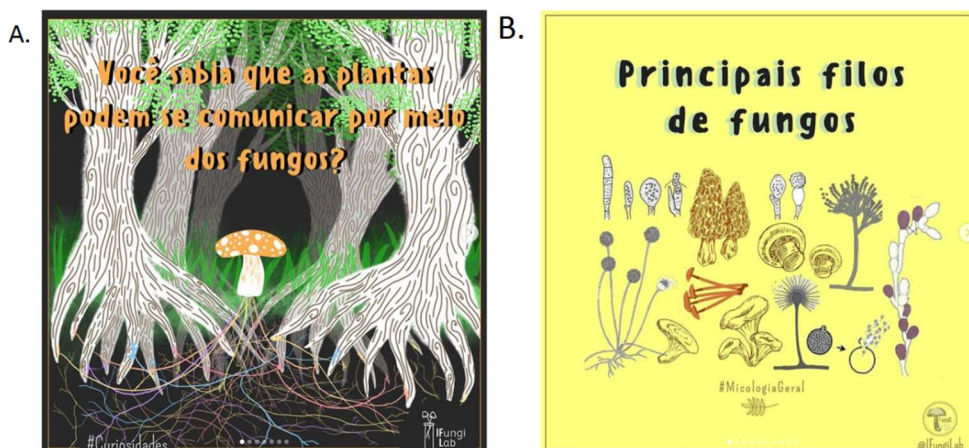 A.
Você sabia que as plantas
podem se comunicar por meio
dos fungos?
#Curiosidades
IFungi
Lab
B.
Principais filos
de fungos
#MicologiaGeral
@IFungiLab